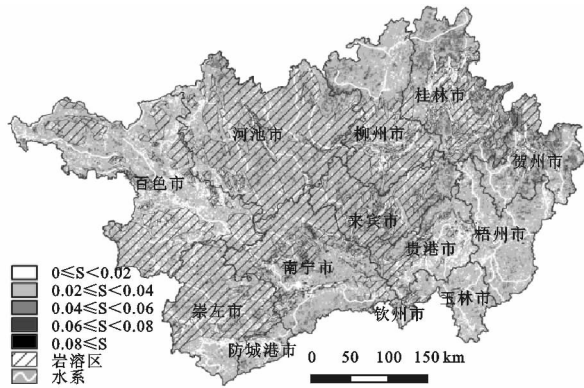 桂林市
河池市
柳州市
贺州市
百色市
来宾市
梧州市
贵港市
南宁市
玉林市
崇左市
钦州市
防城港市
0≤S<0.02
0.02≤S<0.04
0.04≤S<0.06
0.06≤S<0.08
0.08≤S
岩溶区
水系
0 50 100 150 km